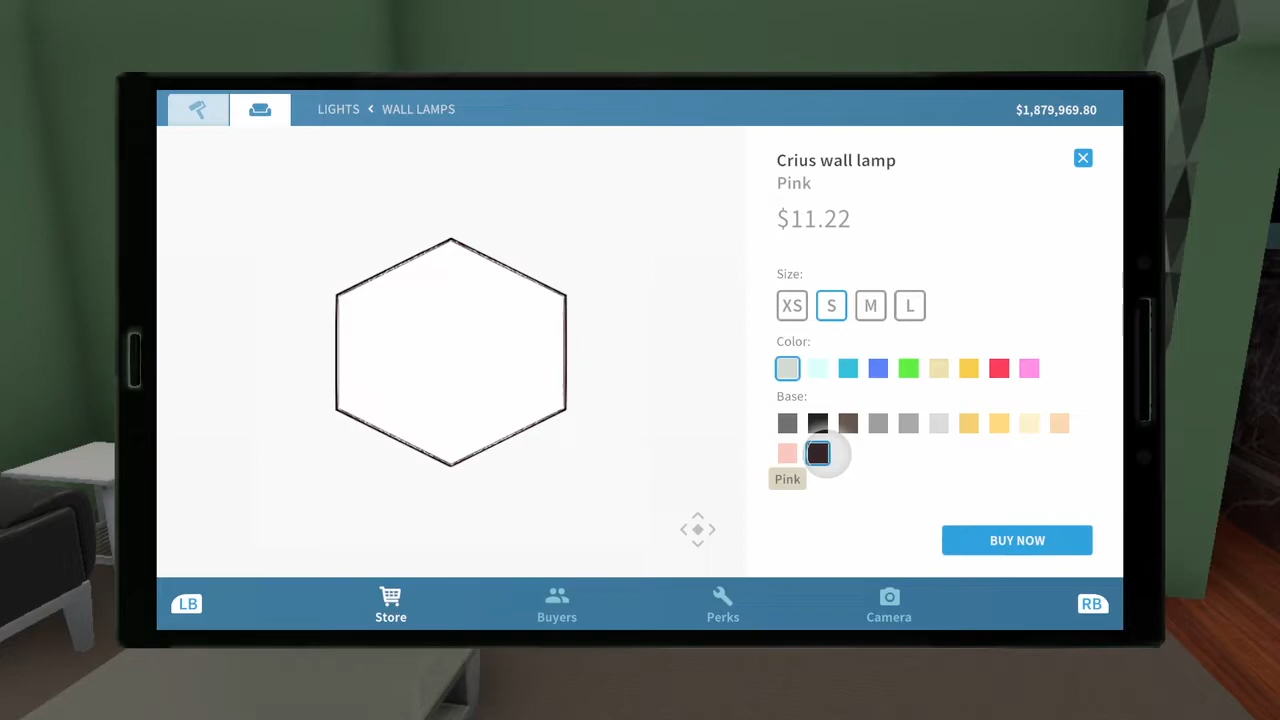 LIGHTS < WALL LAMPS
$1,879,969.80
Crius wall lamp
Pink
$11.22
Size:
XS S M L
Color:
Base:
Pink
BUY NOW
LB
Store
Buyers
Perks
Camera
RB